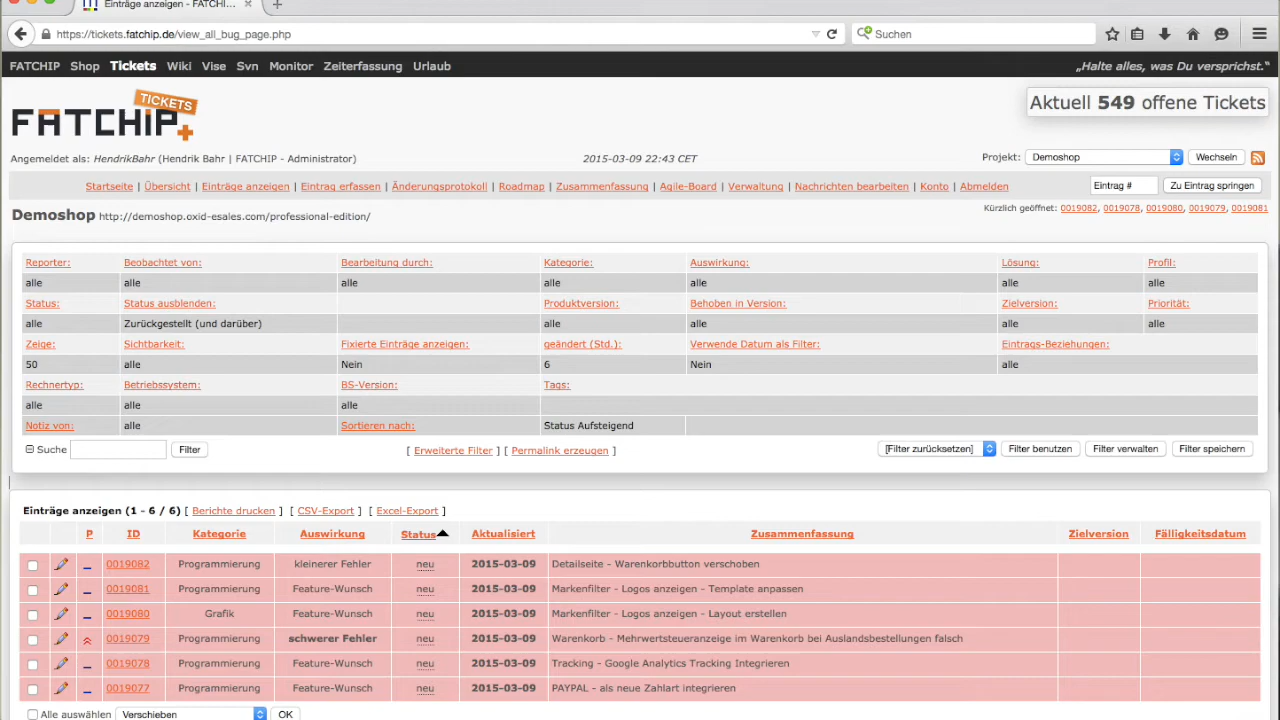 Einträge anzeigen - FATCHI...
https://tickets.fatchip.de/view_all_bug_page.php
Suchen
FATCHIP Shop Tickets Wiki Vise Svn Monitor Zeiterfassung Urlaub „Halte alles, was Du versprichst.“
FATCHIP+ TICKETS
Aktuell 549 offene Tickets
Angemeldet als: HendrikBahr (Hendrik Bahr | FATCHIP - Administrator) 2015-03-09 22:43 CET Projekt: Demoshop Wechseln
Startseite | Übersicht | Einträge anzeigen | Eintrag erfassen | Änderungsprotokoll | Roadmap | Zusammenfassung | Agile-Board | Verwaltung | Nachrichten bearbeiten | Konto | Abmelden Eintrag # Zu Eintrag springen
Demoshop http://demoshop.oxid-esales.com/professional-edition/ Kürzlich geöffnet: 0019082, 0019078, 0019080, 0019079, 0019081
Reporter: Beobachtet von: Bearbeitung durch: Kategorie: Auswirkung: Lösung: Profil:
alle alle alle alle alle alle alle
Status: Status ausblenden: Produktversion: Behoben in Version: Zielversion: Priorität:
alle Zurückgestellt (und darüber) alle alle alle alle
Zeige: Sichtbarkeit: Fixierte Einträge anzeigen: geändert (Std.): Verwende Datum als Filter: Eintrags-Beziehungen:
50 alle Nein 6 Nein alle
Rechnertyp: Betriebssystem: BS-Version: Tags:
alle alle alle
Notiz von: alle Sortieren nach: Status Aufsteigend
Suche Filter [ Erweiterte Filter ] [ Permalink erzeugen ] [Filter zurücksetzen] Filter benutzen Filter verwalten Filter speichern
Einträge anzeigen (1 - 6 / 6) [ Berichte drucken ] [ CSV-Export ] [ Excel-Export ]
P ID Kategorie Auswirkung Status Aktualisiert Zusammenfassung Zielversion Fälligkeitsdatum
0019082 Programmierung kleinerer Fehler neu 2015-03-09 Detailseite - Warenkorbbutton verschoben
0019081 Programmierung Feature-Wunsch neu 2015-03-09 Markenfilter - Logos anzeigen - Template anpassen
0019080 Grafik Feature-Wunsch neu 2015-03-09 Markenfilter - Logos anzeigen - Layout erstellen
0019079 Programmierung schwerer Fehler neu 2015-03-09 Warenkorb - Mehrwertsteueranzeige im Warenkorb bei Auslandsbestellungen falsch
0019078 Programmierung Feature-Wunsch neu 2015-03-09 Tracking - Google Analytics Tracking Integrieren
0019077 Programmierung Feature-Wunsch neu 2015-03-09 PAYPAL - als neue Zahlart integrieren
Alle auswählen Verschieben OK